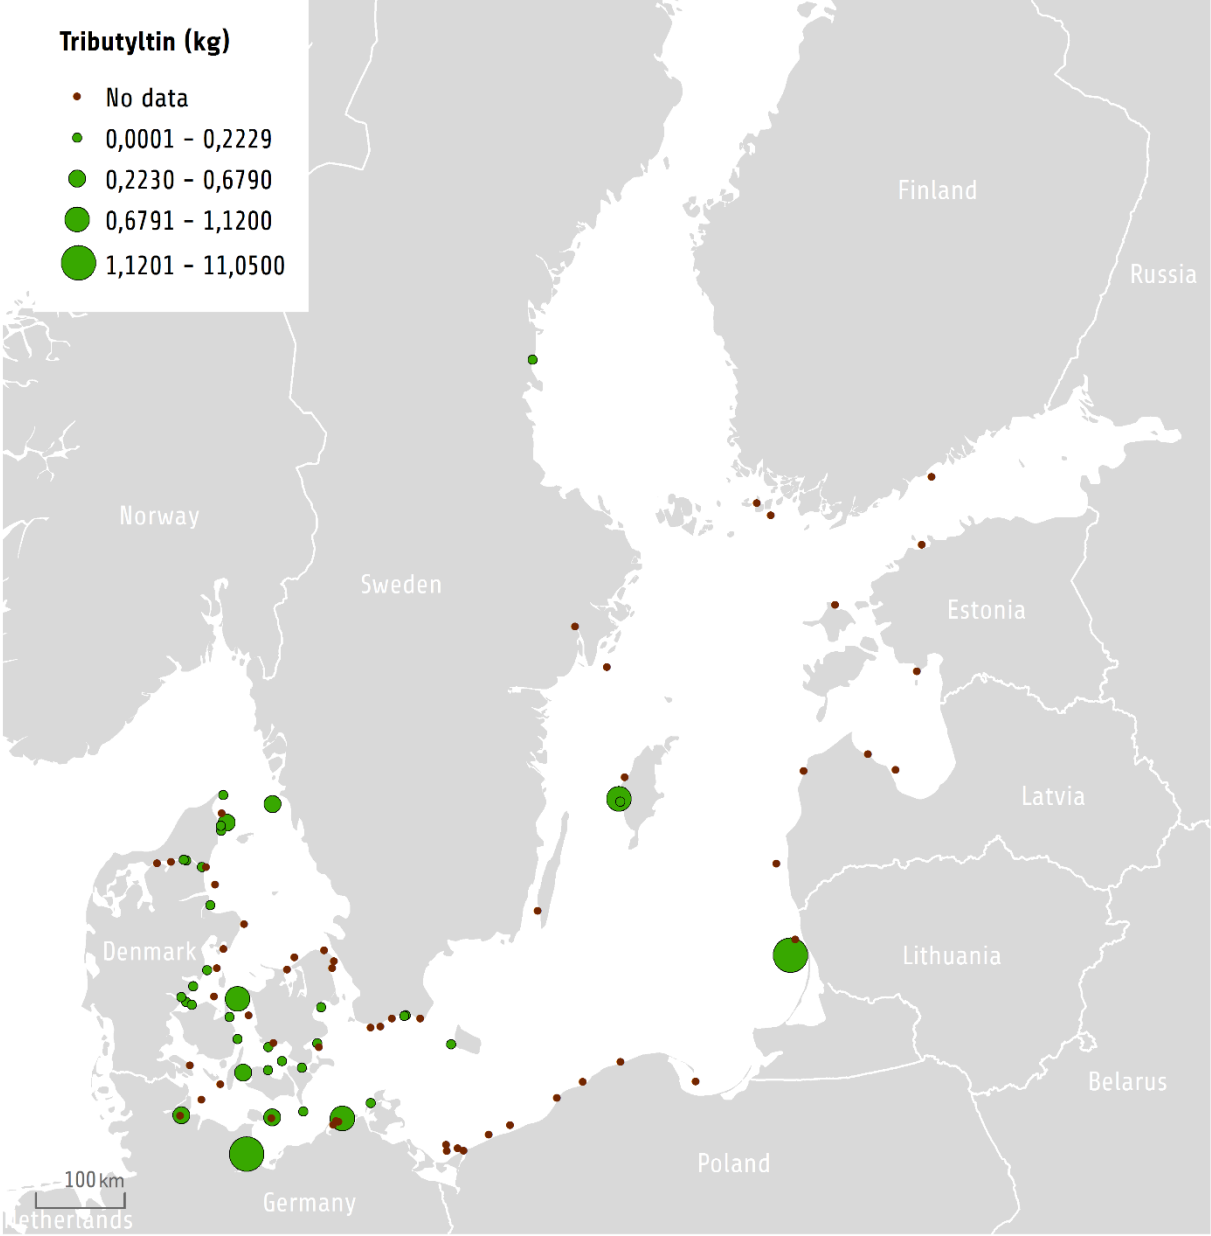 Tributyltin (kg)
No data
0,0001 - 0,2229
0,2230 - 0,6790
0,6791 - 1,1200
1,1201 - 11,0500
Finland
Russia
Norway
Sweden
Estonia
Latvia
Denmark
Lithuania
Belarus
Poland
100 km
Germany
Netherlands